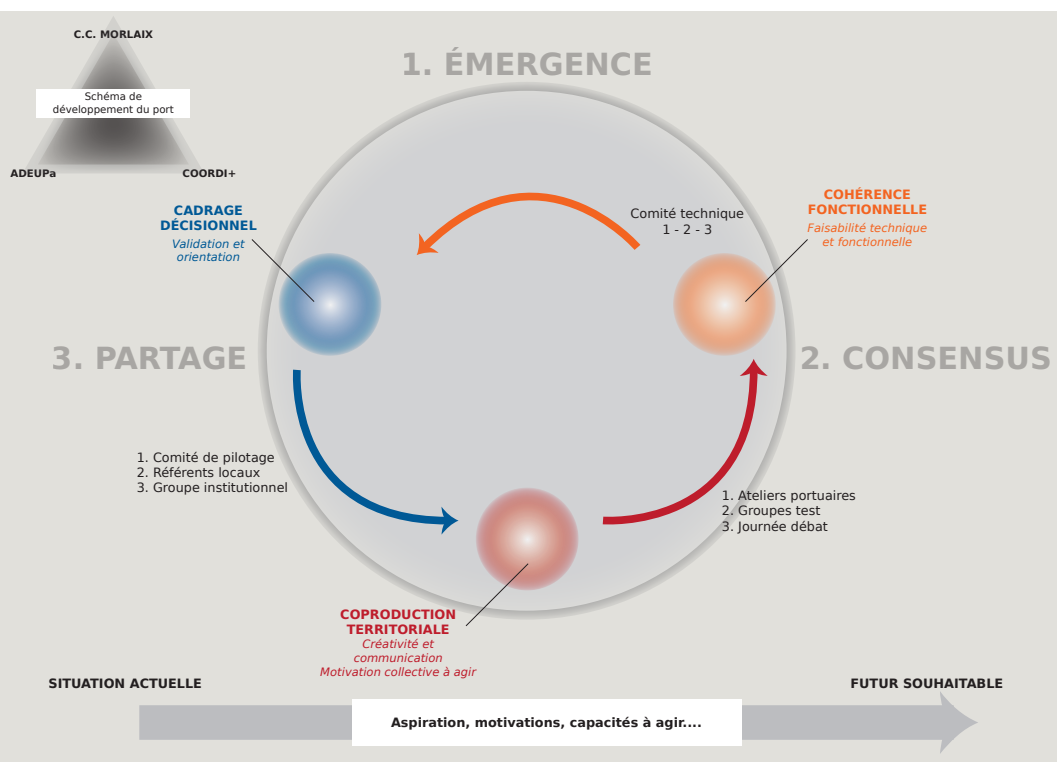 C.C. MORLAIX
Schéma de
développement du port
ADEUPa
COORDI+
1. ÉMERGENCE
CADRAGE
DÉCISIONNEL
Validation et
orientation
Comité technique
1 - 2 - 3
COHÉRENCE
FONCTIONNELLE
Faisabilité technique
et fonctionnelle
3. PARTAGE
2. CONSENSUS
1. Comité de pilotage
2. Référents locaux
3. Groupe institutionnel
1. Ateliers portuaires
2. Groupes test
3. Journée débat
COPRODUCTION
TERRITORIALE
Créativité et
communication
Motivation collective à agir
SITUATION ACTUELLE
FUTUR SOUHAITABLE
Aspiration, motivations, capacités à agir....